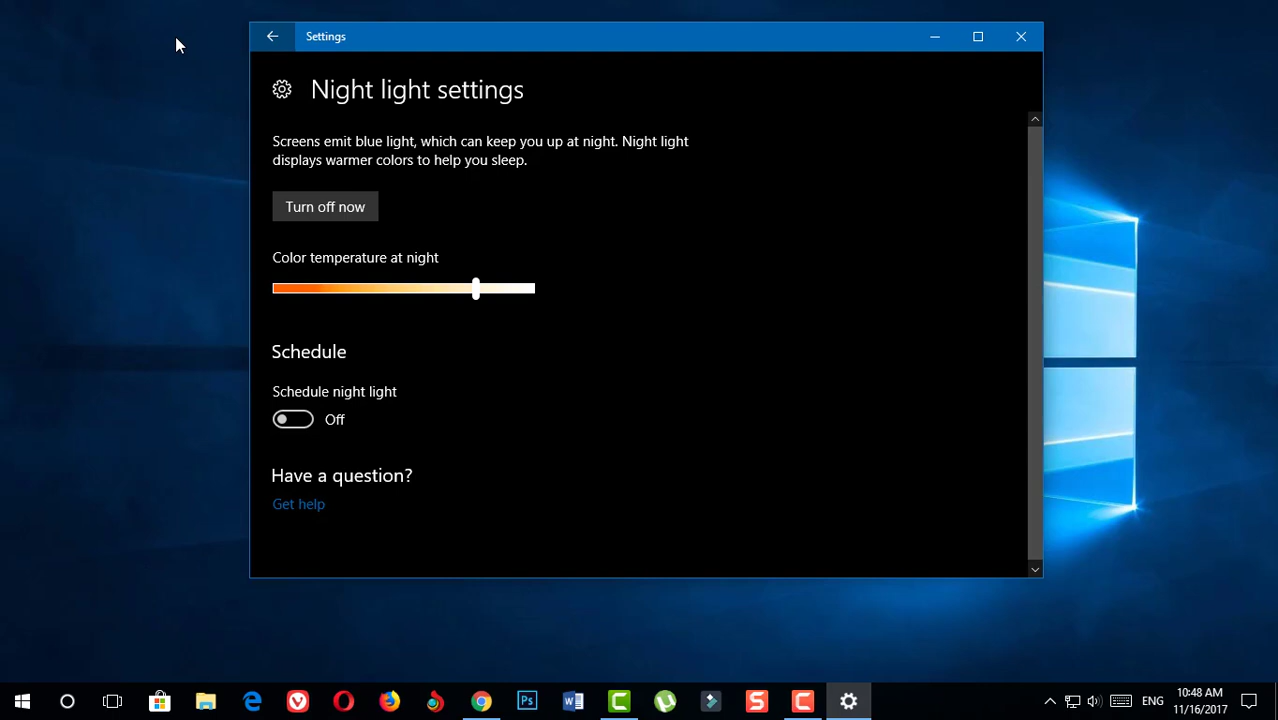 Settings
Night light settings
Screens emit blue light, which can keep you up at night. Night light
displays warmer colors to help you sleep.
Turn off now
Color temperature at night
Schedule
Schedule night light
Off
Have a question?
Get help
Ps
ENG
10:48 AM
11/16/2017